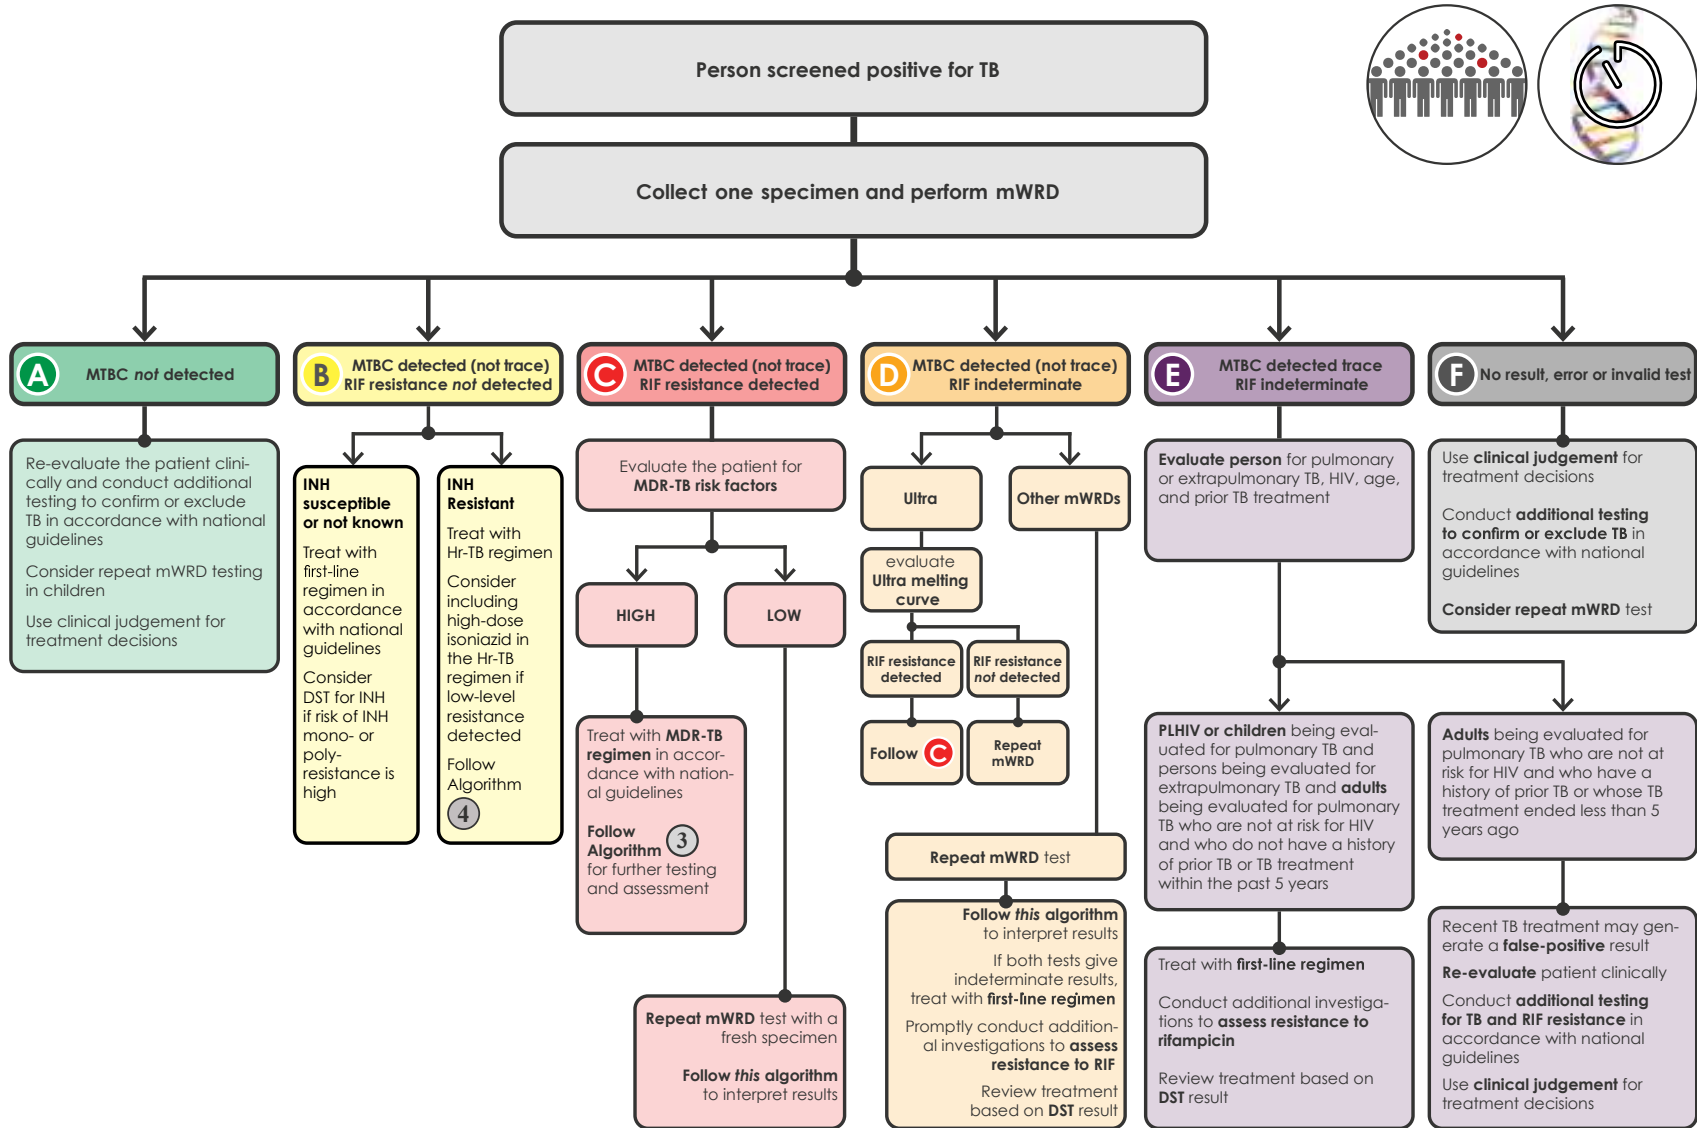 Person screened positive for TB
Collect one specimen and perform mWRD
A
MTBC not detected
Re-evaluate the patient clini-
cally and conduct additional
testing to confirm or exclude
TB in accordance with national
guidelines
Consider repeat mWRD testing
in children
Use clinical judgement for
treatment decisions
B
MTBC detected (not trace)
RIF resistance not detected
INH
susceptible
or not known
Treat with
first-line
regimen in
accordance
with national
guidelines
Consider
DST for INH
if risk of INH
mono- or
poly-
resistance is
high
INH
Resistant
Treat with
Hr-TB regimen
Consider
including
high-dose
isoniazid in
the Hr-TB
regimen if
low-level
resistance
detected
Follow
Algorithm
4
C
MTBC detected (not trace)
RIF resistance detected
Evaluate the patient for
MDR-TB risk factors
HIGH
LOW
Treat with MDR-TB
regimen in accor-
dance with nation-
al guidelines
Follow
Algorithm 3
for further testing
and assessment
Repeat mWRD test with a
fresh specimen
Follow this algorithm
to interpret results
D
MTBC detected (not trace)
RIF indeterminate
Ultra
Other mWRDs
evaluate
Ultra melting
curve
RIF resistance
detected
RIF resistance
not detected
Follow C
Repeat
mWRD
Repeat mWRD test
Follow this algorithm
to interpret results
If both tests give
indeterminate results,
treat with first-line regimen
Promptly conduct addition-
al investigations to assess
resistance to RIF
Review treatment
based on DST result
E
MTBC detected trace
RIF indeterminate
Evaluate person for pulmonary
or extrapulmonary TB, HIV, age,
and prior TB treatment
PLHIV or children being eval-
uated for pulmonary TB and
persons being evaluated for
extrapulmonary TB and adults
being evaluated for pulmonary
TB who are not at risk for HIV
and who do not have a history
of prior TB or TB treatment
within the past 5 years
Treat with first-line regimen
Conduct additional investiga-
tions to assess resistance to
rifampicin
Review treatment based on
DST result
Adults being evaluated for
pulmonary TB who are not at
risk for HIV and who have a
history of prior TB or whose TB
treatment ended less than 5
years ago
Recent TB treatment may gen-
erate a false-positive result
Re-evaluate patient clinically
Conduct additional testing
for TB and RIF resistance in
accordance with national
guidelines
Use clinical judgement for
treatment decisions
F
No result, error or invalid test
Use clinical judgement for
treatment decisions
Conduct additional testing
to confirm or exclude TB in
accordance with national
guidelines
Consider repeat mWRD test